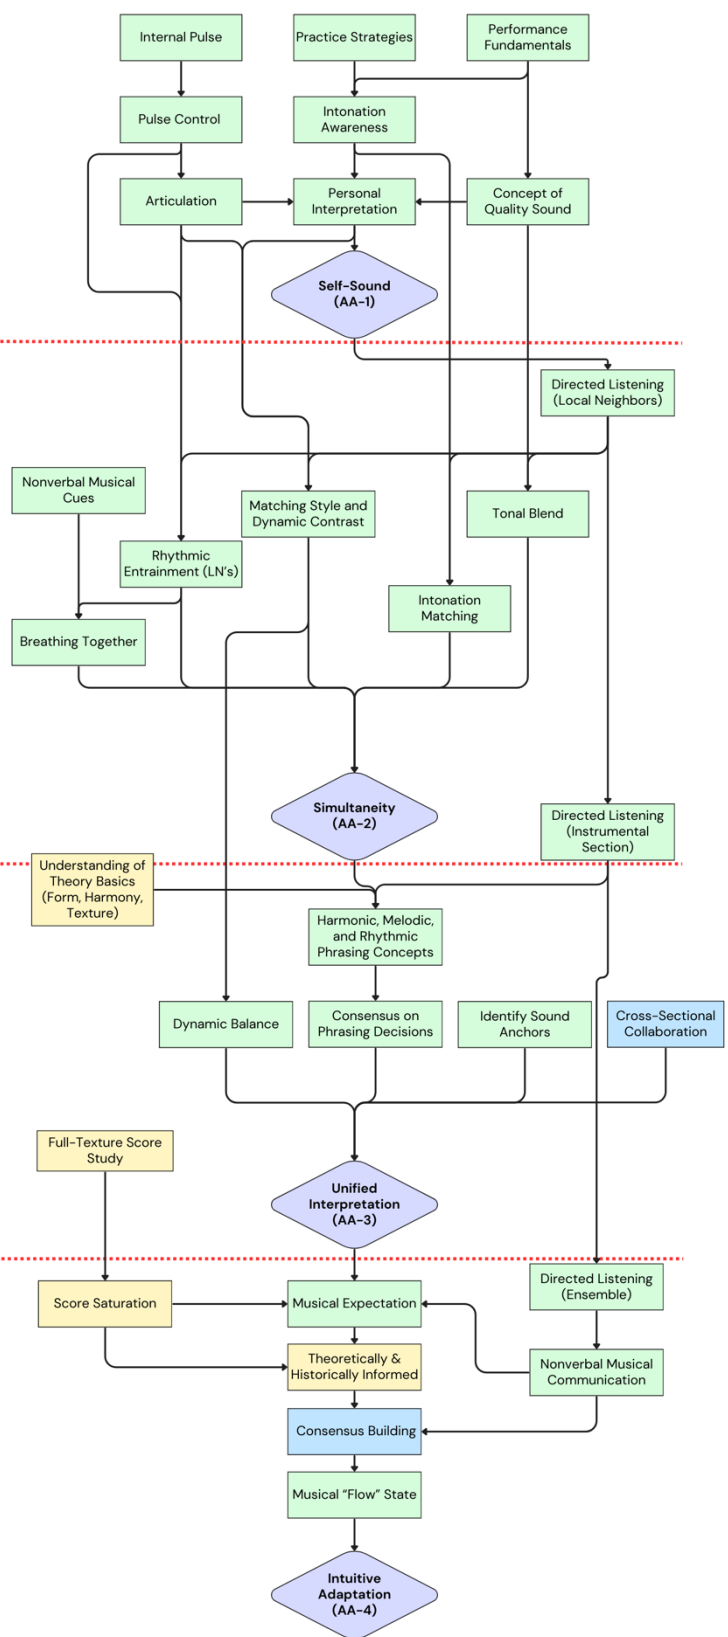 Internal Pulse
Practice Strategies
Performance
Fundamentals
Pulse Control
Intonation
Awareness
Articulation
Personal
Interpretation
Concept of
Quality Sound
Self-Sound
(AA-1)
Directed Listening
(Local Neighbors)
Nonverbal Musical
Cues
Matching Style and
Dynamic Contrast
Tonal Blend
Rhythmic
Entrainment (LN's)
Intonation
Matching
Breathing Together
Simultaneity
(AA-2)
Directed Listening
(Instrumental
Section)
Understanding of
Theory Basics
(Form, Harmony,
Texture)
Harmonic, Melodic,
and Rhythmic
Phrasing Concepts
Dynamic Balance
Consensus on
Phrasing Decisions
Identify Sound
Anchors
Cross-Sectional
Collaboration
Full-Texture Score
Study
Unified
Interpretation
(AA-3)
Directed Listening
(Ensemble)
Score Saturation
Musical Expectation
Theoretically &
Historically Informed
Nonverbal Musical
Communication
Consensus Building
Musical “Flow” State
Intuitive
Adaptation
(AA-4)